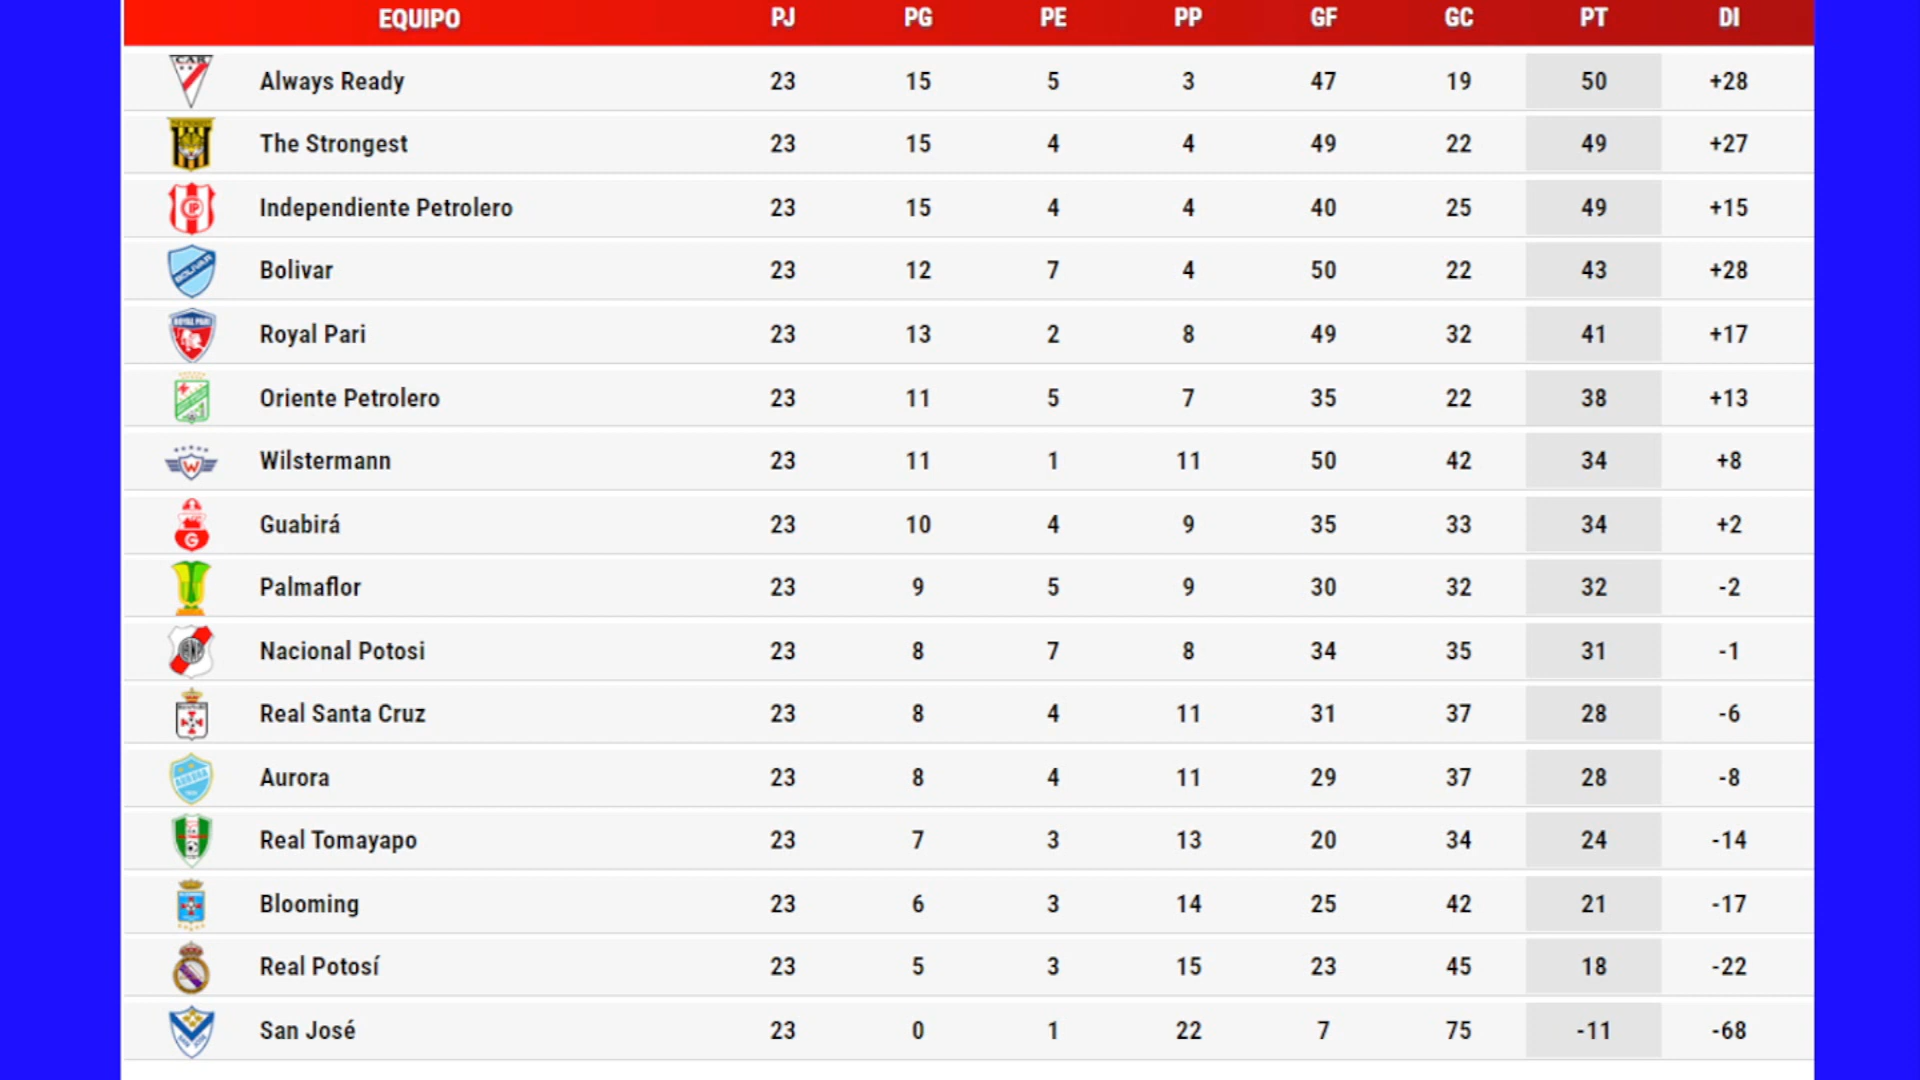 EQUIPO PJ PG PE PP GF GC PT DI
Always Ready 23 15 5 3 47 19 50 +28
The Strongest 23 15 4 4 49 22 49 +27
Independiente Petrolero 23 15 4 4 40 25 49 +15
BOLIVAR Bolivar 23 12 7 4 50 22 43 +28
Royal Pari 23 13 2 8 49 32 41 +17
Oriente Petrolero 23 11 5 7 35 22 38 +13
W Wilstermann 23 11 1 11 50 42 34 +8
Guabirá 23 10 4 9 35 33 34 +2
Palmaflor 23 9 5 9 30 32 32 -2
Nacional Potosi 23 8 7 8 34 35 31 -1
Real Santa Cruz 23 8 4 11 31 37 28 -6
AURORA Aurora 23 8 4 11 29 37 28 -8
Real Tomayapo 23 7 3 13 20 34 24 -14
Blooming 23 6 3 14 25 42 21 -17
Real Potosí 23 5 3 15 23 45 18 -22
San José 23 0 1 22 7 75 -11 -68